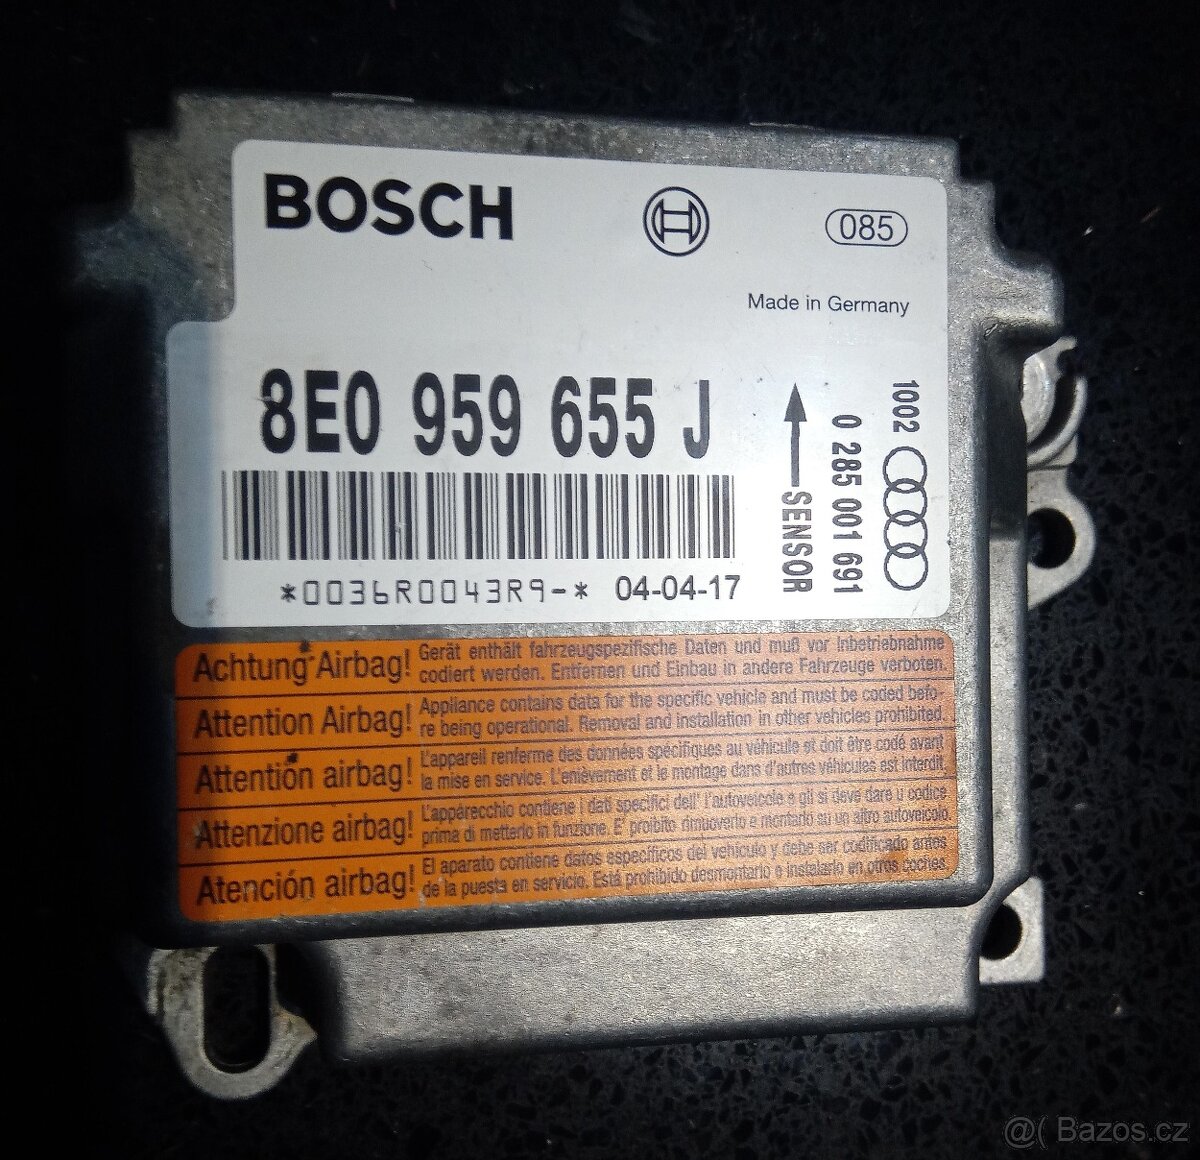 BOSCH
085
Made in Germany
8E0 959 655 J
SENSOR
0 285 001 691
1002
*0036R0043R9-* 04-04-17
Achtung Airbag! Gerät enthält fahrzeugspezifische Daten und muß vor Inbetriebnahme
codiert werden. Entfernen und Einbau in andere Fahrzeuge verboten.
Attention Airbag! Appliance contains data for the specific vehicle and must be coded befo-
re being operational. Removal and installation in other vehicles prohibited.
Attention airbag! L'appareil renferme des données spécifiques au véhicule et doit être codé avant
la mise en service. L'enlévement et le montage dans d'autres véhicules est interdit.
Attenzione airbag! L'appárecchio contiene i dati specifici dell' l'autoveicolo e gli si deve dare u codice
prima di metterlo in funzione. E' proibito rimuoverlo e montarlo su un altro autoveicolo.
Atención airbag! El aparato contiene datos específicos del vehículo y debe ser codificado antes
de la puesta en servicio. Está prohibido desmontarlo e instalarlo en otros coches.
@( Bazos.cz